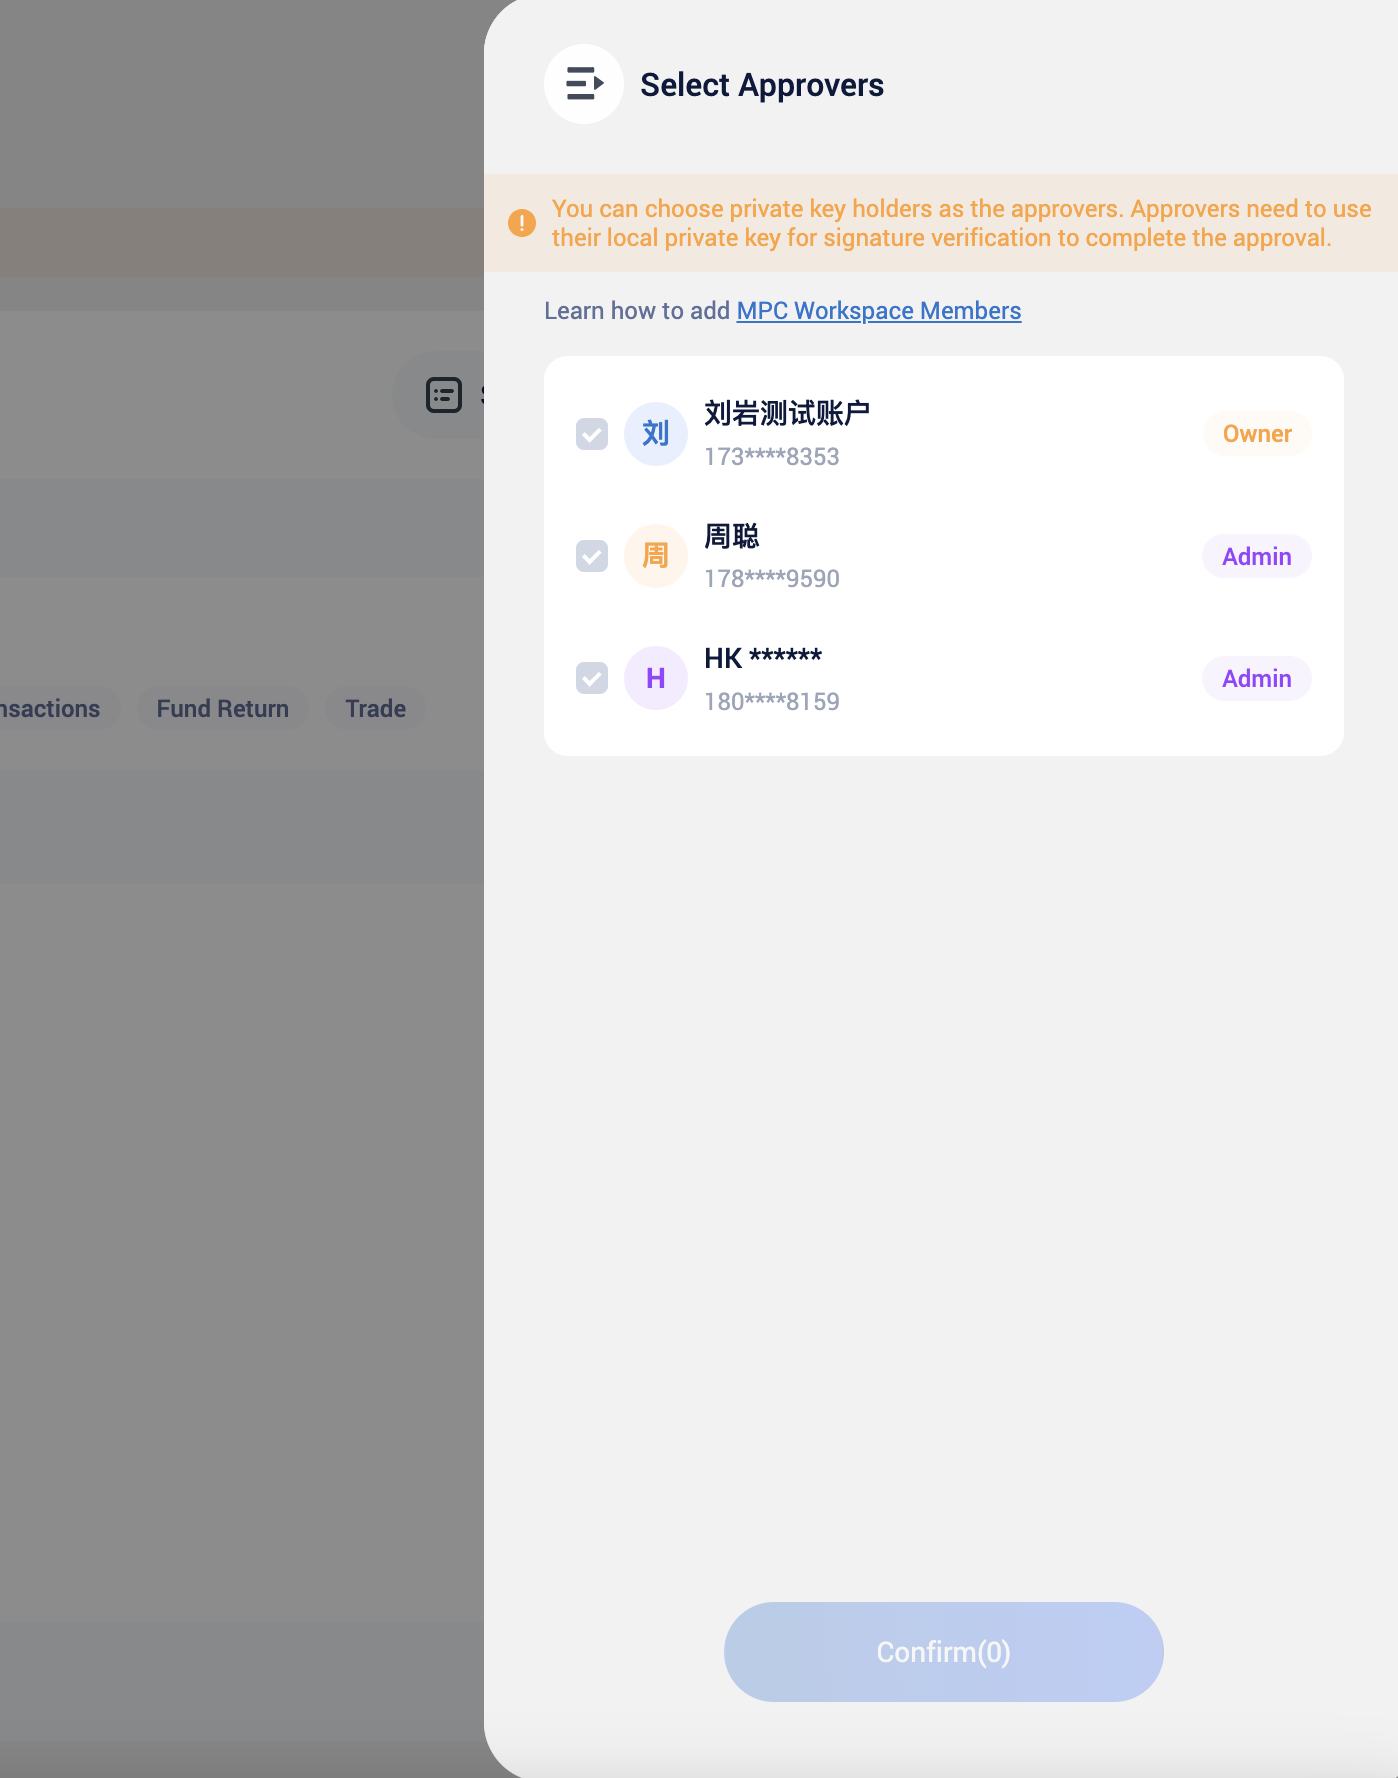 Select Approvers
You can choose private key holders as the approvers. Approvers need to use
their local private key for signature verification to complete the approval.
Learn how to add MPC Workspace Members
刘
刘岩测试账户
173****8353
Owner
周
周聪
178****9590
Admin
H
HK ******
180****8159
Admin
nsactions
Fund Return
Trade
Confirm(0)